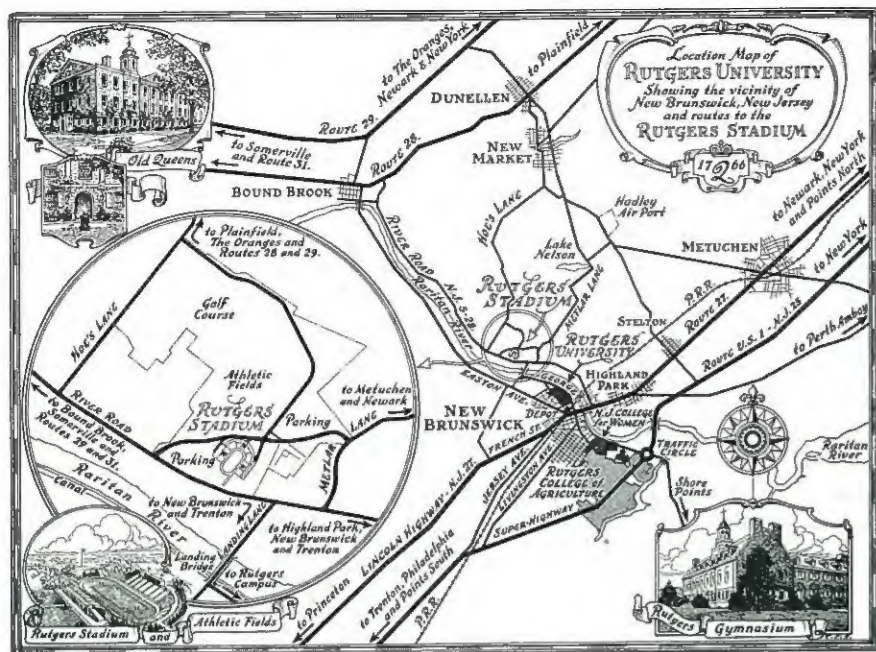 Location Map of
RUTGERS UNIVERSITY
Showing the vicinity of
New Brunswick, New Jersey
and routes to the
RUTGERS STADIUM
1766
Old Queens
to The Oranges,
Newark & New York
to Plainfield
DUNELLEN
ROUTE 29.
to Somerville
and Route 31.
ROUTE 28.
NEW
MARKET
BOUND BROOK
to Newark, New York
and Points North
Hadley
Air Port
HOE'S LANG
METUCHEN
to New York
Lake
Nelson
RIVER ROAD
N.J. S-28.
Raritan River
METLAR LANG
RUTGERS
STADIUM
P.R.R.
ROUTE 27.
STELTON
ROUTE U.S. 1 - N.J. 25
to Perth Amboy
RUTGERS
UNIVERSITY
GEORGE
HIGHLAND
PARK
EASTON AVE.
DEPOT
N.J. COLLEGE
for WOMEN
NEW
BRUNSWICK
FRENCH ST.
TRAFFIC
CIRCLE
Raritan
River
JERSEY AVE.
LIVINGSTON AVE.
RUTGERS
COLLEGE of
AGRICULTURE
Shore
Points
SUPER-HIGHWAY
LINCOLN HIGHWAY - N.J. 27.
to Princeton
to Trenton, Philadelphia
and Points South
P.R.R.
to Plainfield,
The Oranges and
Routes 28 and 29.
HOE'S LANG
Golf
Course
Athletic
Fields
RUTGERS
STADIUM
Parking
to Metuchen
and Newark
LANG
RIVER ROAD
to Bound Brook,
Somerville and
Routes 29 and 31.
Parking
METLAR
Raritan
River
Canal
to New Brunswick
and Trenton
LANDING LANE
to Highland Park,
New Brunswick
and Trenton
Landing
Bridge
to Rutgers
Campus
Rutgers Stadium and Athletic Fields
Rutgers Gymnasium